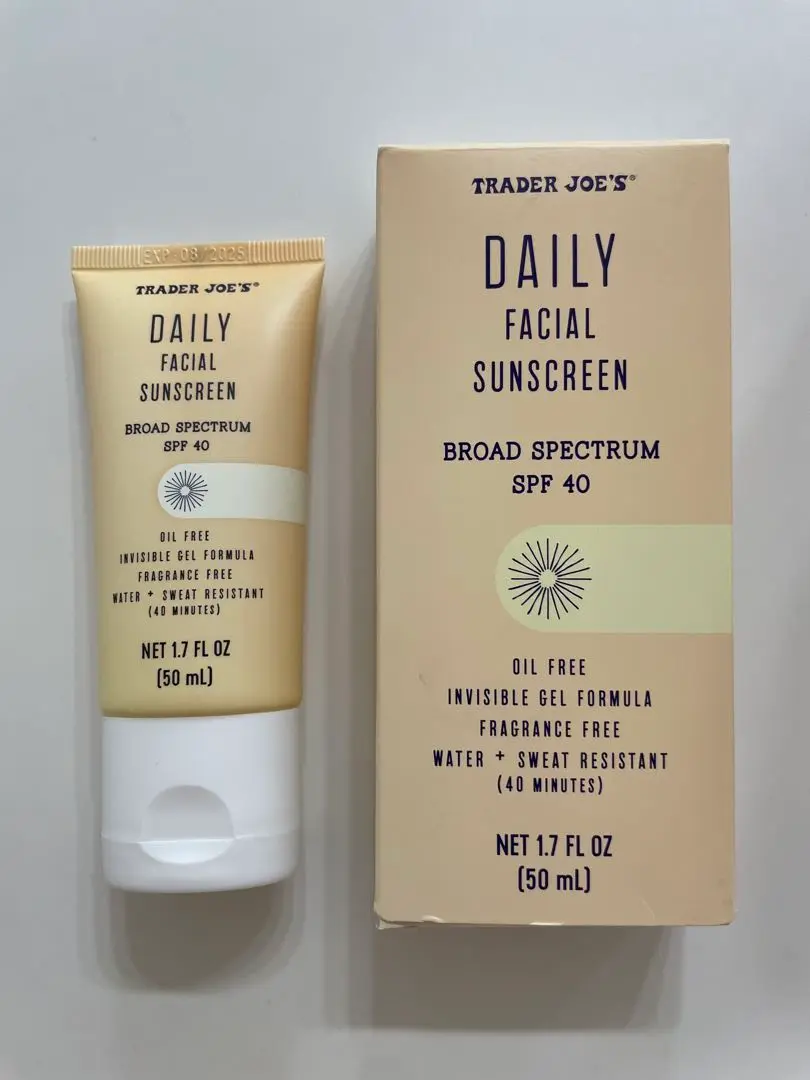 EXP 08/2025
TRADER JOE'S®
DAILY
FACIAL
SUNSCREEN
BROAD SPECTRUM
SPF 40
OIL FREE
INVISIBLE GEL FORMULA
FRAGRANCE FREE
WATER + SWEAT RESISTANT
(40 MINUTES)
NET 1.7 FL OZ
(50 mL)
TRADER JOE'S®
DAILY
FACIAL
SUNSCREEN
BROAD SPECTRUM
SPF 40
OIL FREE
INVISIBLE GEL FORMULA
FRAGRANCE FREE
WATER + SWEAT RESISTANT
(40 MINUTES)
NET 1.7 FL OZ
(50 mL)